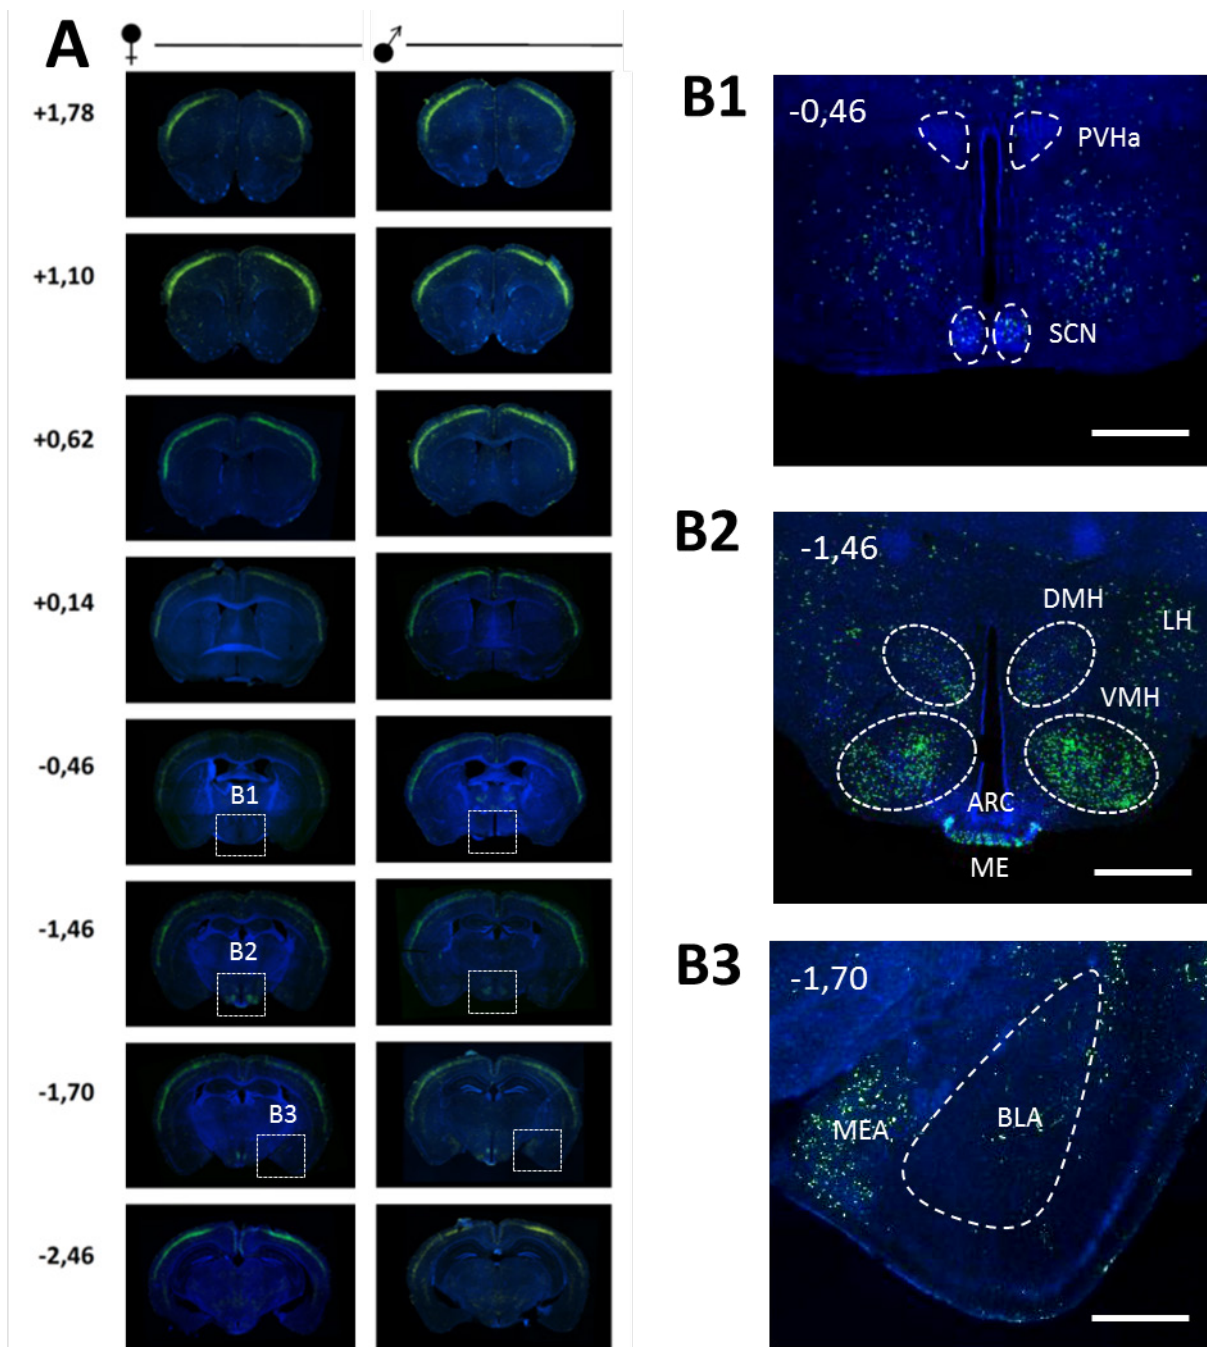 A ♀ ♂
+1,78
+1,10
+0,62
+0,14
-0,46
B1
-1,46
B2
-1,70
B3
-2,46
B1
-0,46
PVHa
SCN
B2
-1,46
DMH
LH
VMH
ARC
ME
B3
-1,70
MEA
BLA